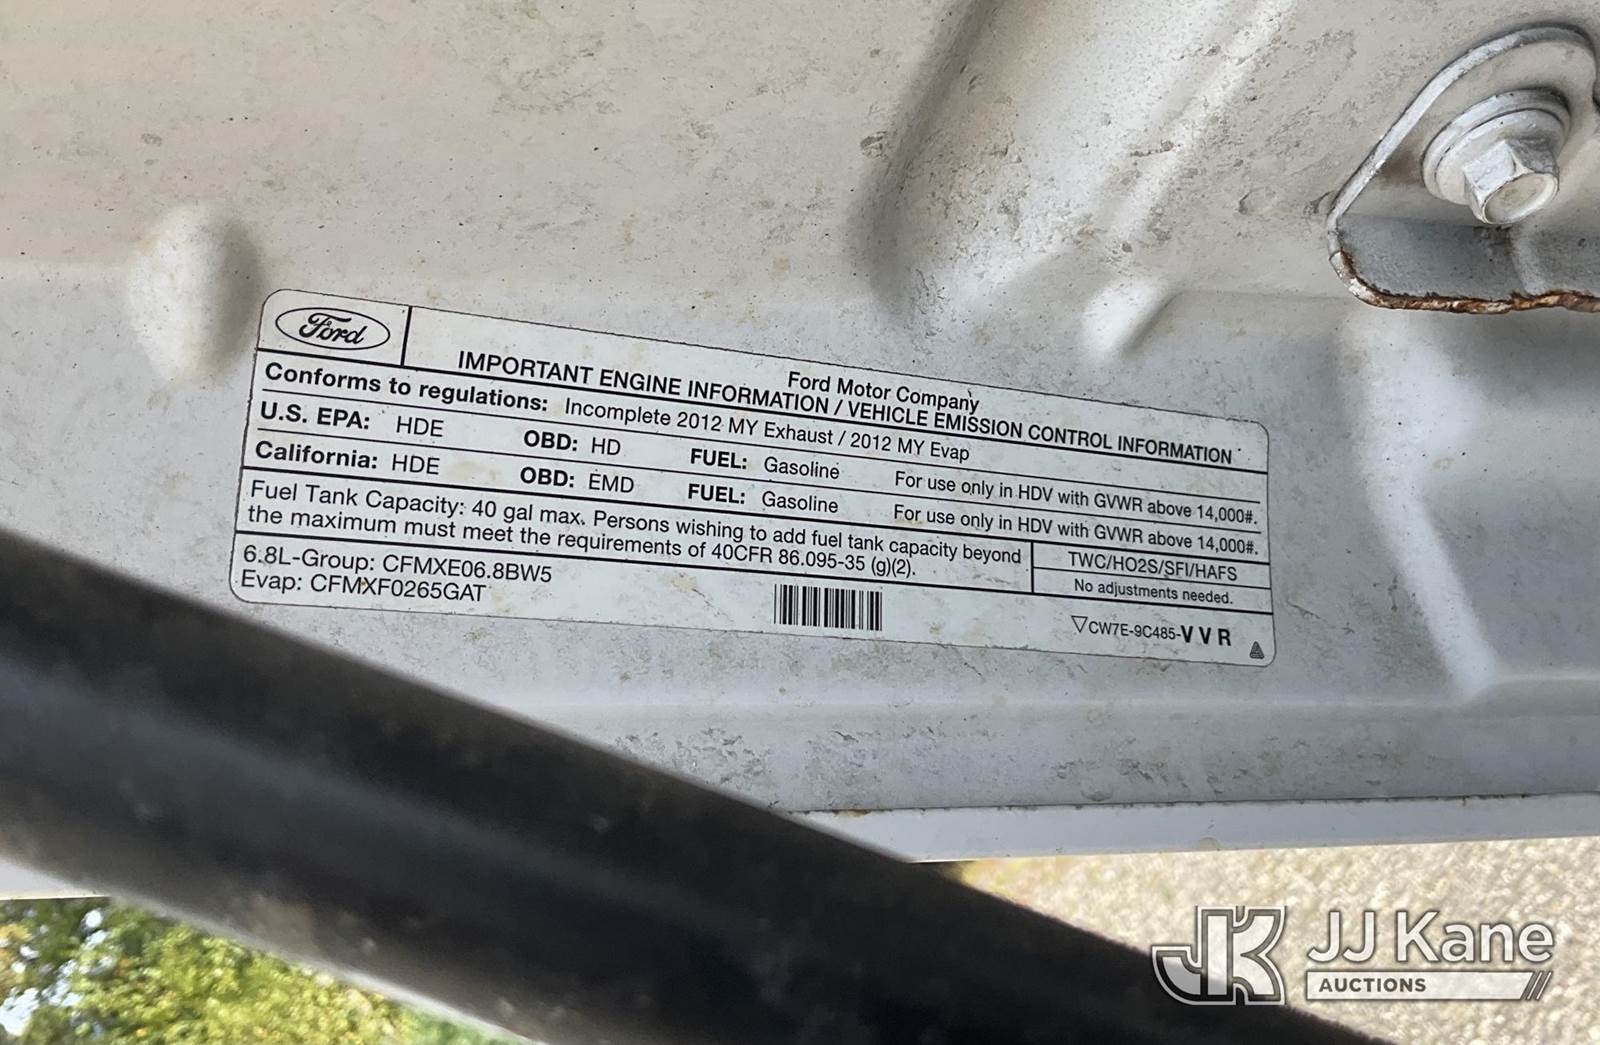 Ford
Ford Motor Company
IMPORTANT ENGINE INFORMATION / VEHICLE EMISSION CONTROL INFORMATION
Conforms to regulations: Incomplete 2012 MY Exhaust / 2012 MY Evap
U.S. EPA: HDE OBD: HD FUEL: Gasoline For use only in HDV with GVWR above 14,000#.
California: HDE OBD: EMD FUEL: Gasoline For use only in HDV with GVWR above 14,000#.
Fuel Tank Capacity: 40 gal max. Persons wishing to add fuel tank capacity beyond
the maximum must meet the requirements of 40CFR 86.095-35 (g)(2).
TWC/HO2S/SFI/HAFS
No adjustments needed.
6.8L-Group: CFMXE06.8BW5
Evap: CFMXF0265GAT
CW7E-9C485-VVR
JK JJ Kane
AUCTIONS